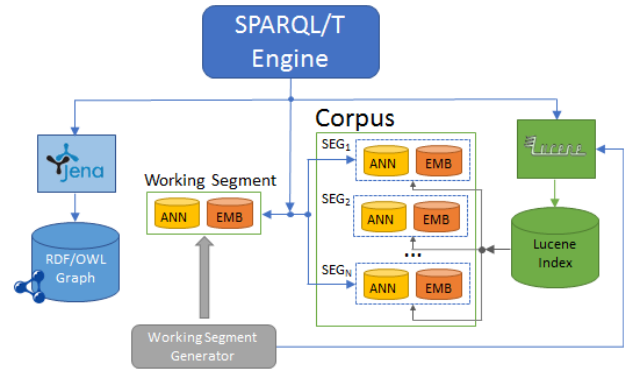 SPARQL/T
Engine
Corpus
SEG1
ANN EMB
Jena
Lucene
Working Segment
ANN EMB
SEG2
ANN EMB
RDF/OWL
Graph
...
Lucene
Index
SEGN
ANN EMB
Working Segment
Generator